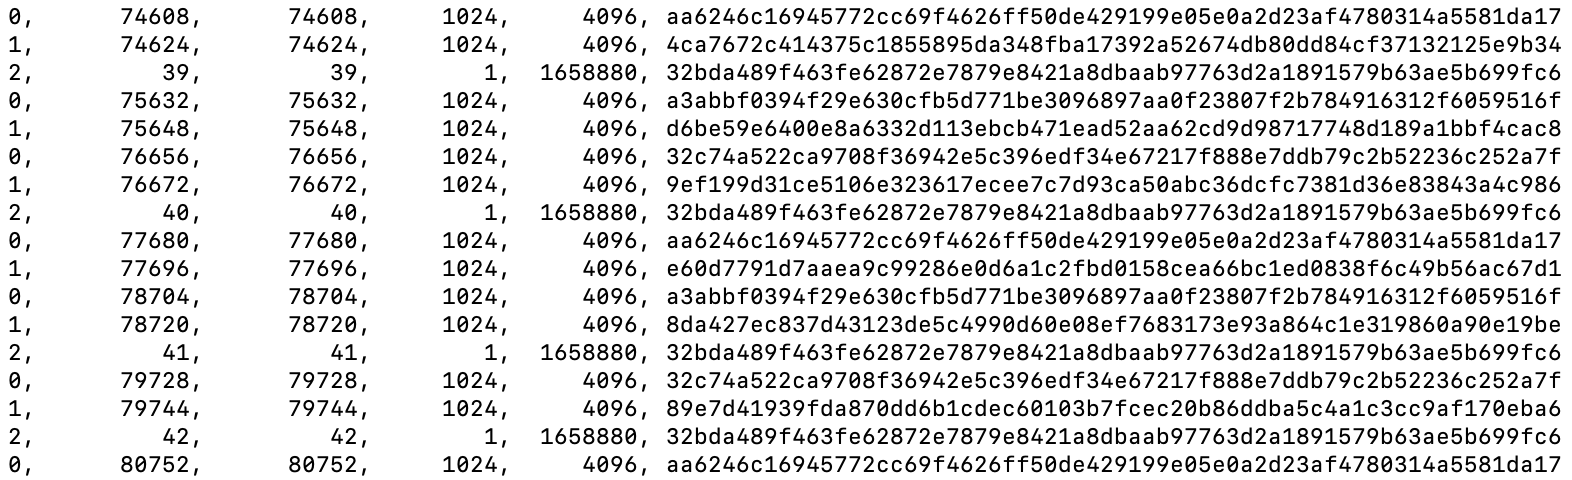 0,      74608,      74608,     1024,     4096, aa6246c16945772cc69f4626ff50de429199e05e0a2d23af4780314a5581da17
1,      74624,      74624,     1024,     4096, 4ca7672c414375c1855895da348fba17392a52674db80dd84cf37132125e9b34
2,         39,         39,        1,  1658880, 32bda489f463fe62872e7879e8421a8dbaab97763d2a1891579b63ae5b699fc6
0,      75632,      75632,     1024,     4096, a3abbf0394f29e630cfb5d771be3096897aa0f23807f2b784916312f6059516f
1,      75648,      75648,     1024,     4096, d6be59e6400e8a6332d113ebcb471ead52aa62cd9d98717748d189a1bbf4cac8
0,      76656,      76656,     1024,     4096, 32c74a522ca9708f36942e5c396edf34e67217f888e7ddb79c2b52236c252a7f
1,      76672,      76672,     1024,     4096, 9ef199d31ce5106e323617ecee7c7d93ca50abc36dcfc7381d36e83843a4c986
2,         40,         40,        1,  1658880, 32bda489f463fe62872e7879e8421a8dbaab97763d2a1891579b63ae5b699fc6
0,      77680,      77680,     1024,     4096, aa6246c16945772cc69f4626ff50de429199e05e0a2d23af4780314a5581da17
1,      77696,      77696,     1024,     4096, e60d7791d7aaea9c99286e0d6a1c2fbd0158cea66bc1ed0838f6c49b56ac67d1
0,      78704,      78704,     1024,     4096, a3abbf0394f29e630cfb5d771be3096897aa0f23807f2b784916312f6059516f
1,      78720,      78720,     1024,     4096, 8da427ec837d43123de5c4990d60e08ef7683173e93a864c1e319860a90e19be
2,         41,         41,        1,  1658880, 32bda489f463fe62872e7879e8421a8dbaab97763d2a1891579b63ae5b699fc6
0,      79728,      79728,     1024,     4096, 32c74a522ca9708f36942e5c396edf34e67217f888e7ddb79c2b52236c252a7f
1,      79744,      79744,     1024,     4096, 89e7d41939fda870dd6b1cdec60103b7fcec20b86ddba5c4a1c3cc9af170eba6
2,         42,         42,        1,  1658880, 32bda489f463fe62872e7879e8421a8dbaab97763d2a1891579b63ae5b699fc6
0,      80752,      80752,     1024,     4096, aa6246c16945772cc69f4626ff50de429199e05e0a2d23af4780314a5581da17